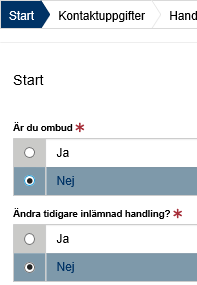 Start Kontaktuppgifter Hand
Start
Är du ombud *
Ja
Nej
Ändra tidigare inlämnad handling? *
Ja
Nej